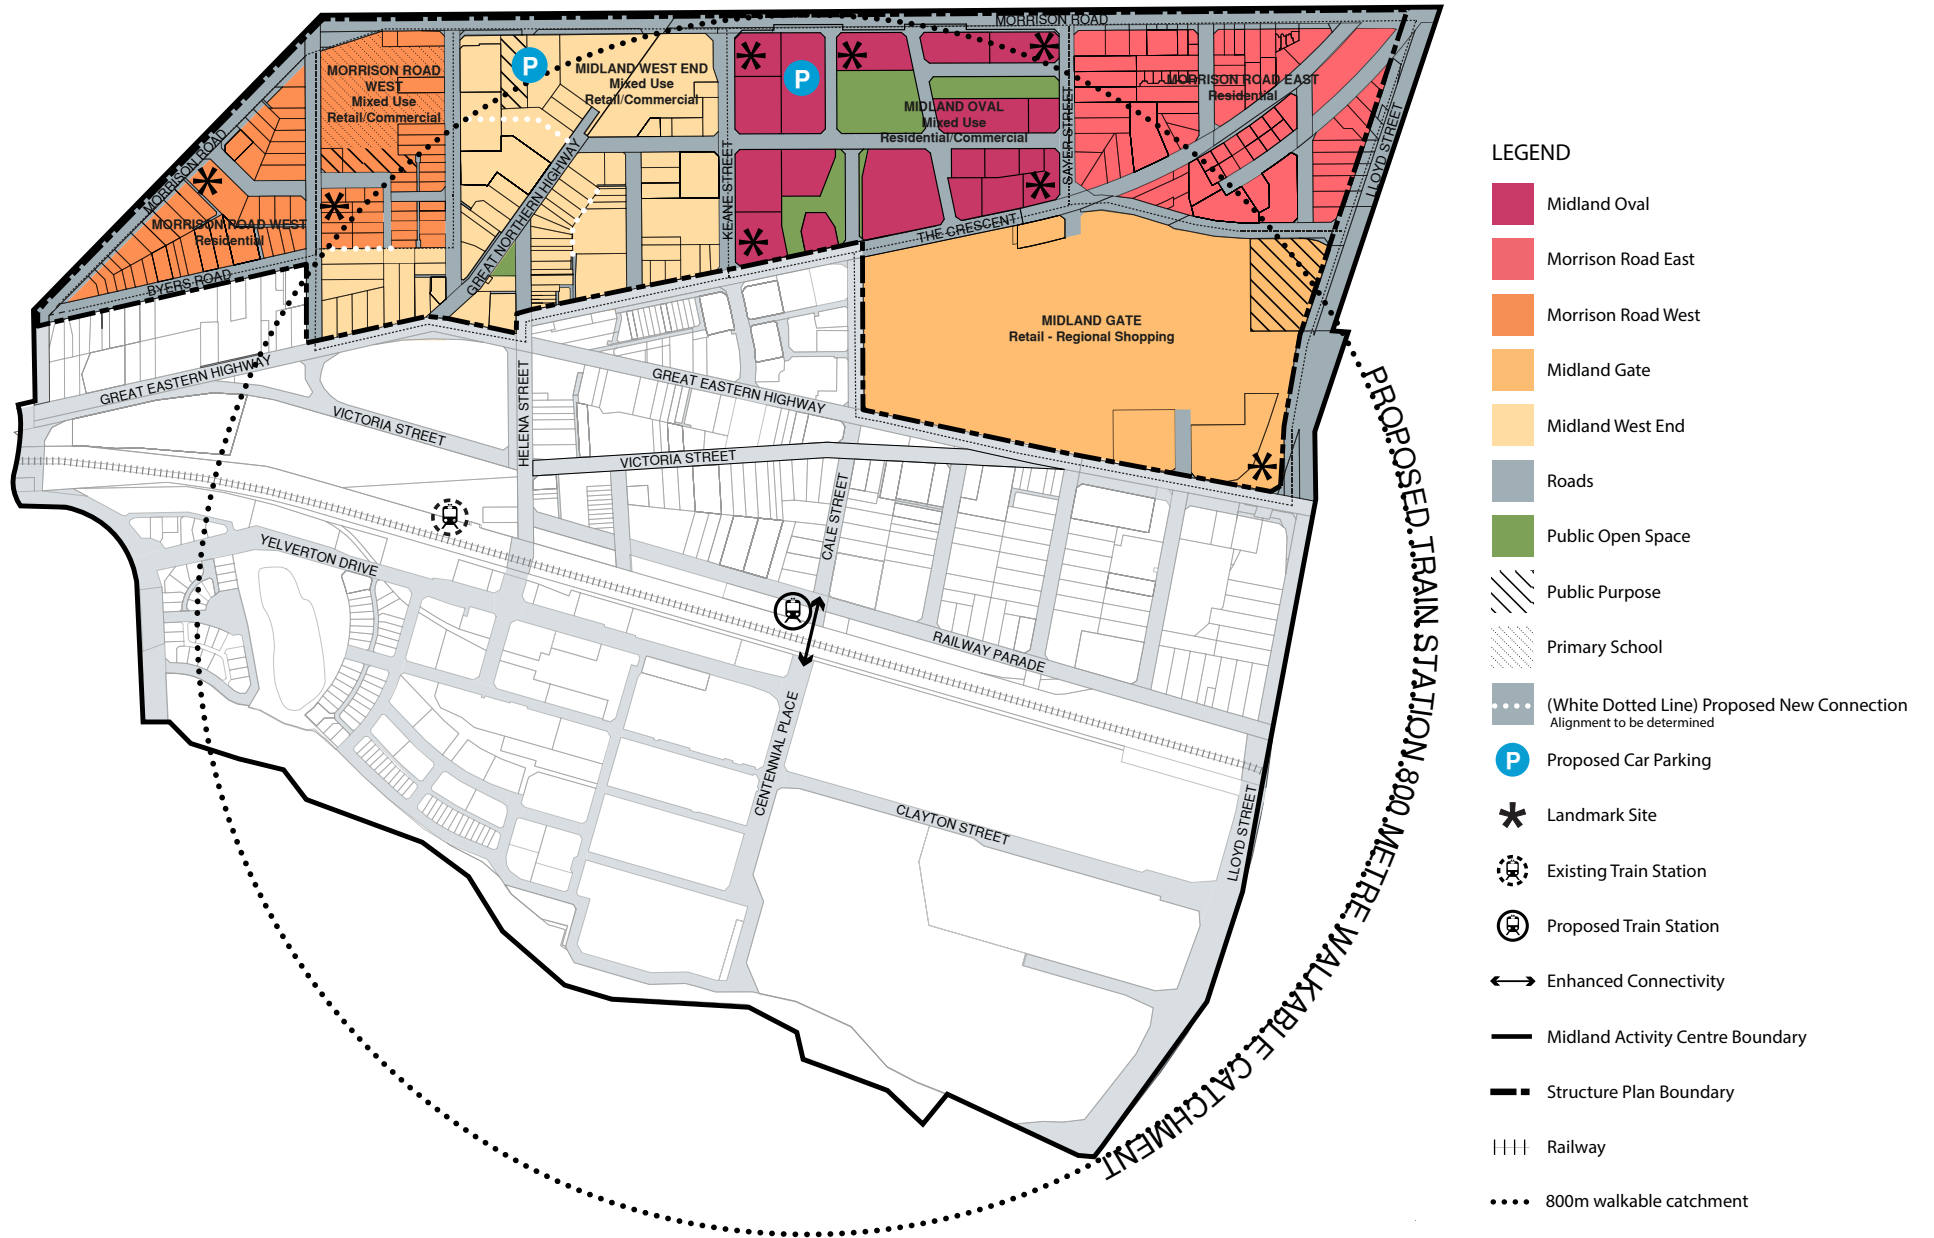 MORRISON ROAD
MORRISON ROAD
WEST
Mixed Use
Retail/Commercial
P
MIDLAND WEST END
Mixed Use
Retail/Commercial
P
MIDLAND OVAL
Mixed Use
Residential/Commercial
MORRISON ROAD EAST
Residential
MORRISON ROAD
MORRISON ROAD WEST
Residential
BYERS ROAD
GREAT NORTHERN HIGHWAY
KEANE STREET
SAYER STREET
LLOYD STREET
THE CRESCENT
MIDLAND GATE
Retail - Regional Shopping
GREAT EASTERN HIGHWAY
VICTORIA STREET
HELENA STREET
GREAT EASTERN HIGHWAY
VICTORIA STREET
CALE STREET
YELVERTON DRIVE
RAILWAY PARADE
CENTENNIAL PLACE
CLAYTON STREET
LLOYD STREET
PROPOSED TRAIN STATION 800 METRE WALKABLE CATCHMENT
LEGEND
Midland Oval
Morrison Road East
Morrison Road West
Midland Gate
Midland West End
Roads
Public Open Space
Public Purpose
Primary School
(White Dotted Line) Proposed New Connection
Alignment to be determined
P Proposed Car Parking
Landmark Site
Existing Train Station
Proposed Train Station
Enhanced Connectivity
Midland Activity Centre Boundary
Structure Plan Boundary
Railway
800m walkable catchment